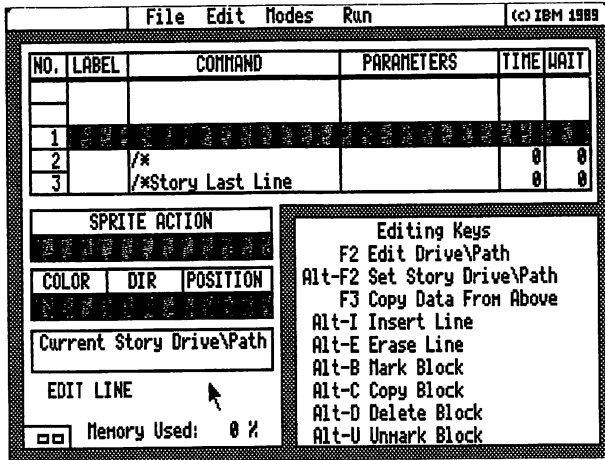 File Edit Modes Run (c) IBM 1989
NO. LABEL COMMAND PARAMETERS TIME WAIT
1
2 /* 0 0
3 /*Story Last Line 0 0
SPRITE ACTION
COLOR DIR POSITION
Current Story Drive\Path
EDIT LINE
Memory Used: 0 %
Editing Keys
F2 Edit Drive\Path
Alt-F2 Set Story Drive\Path
F3 Copy Data From Above
Alt-I Insert Line
Alt-E Erase Line
Alt-B Mark Block
Alt-C Copy Block
Alt-D Delete Block
Alt-U Unmark Block